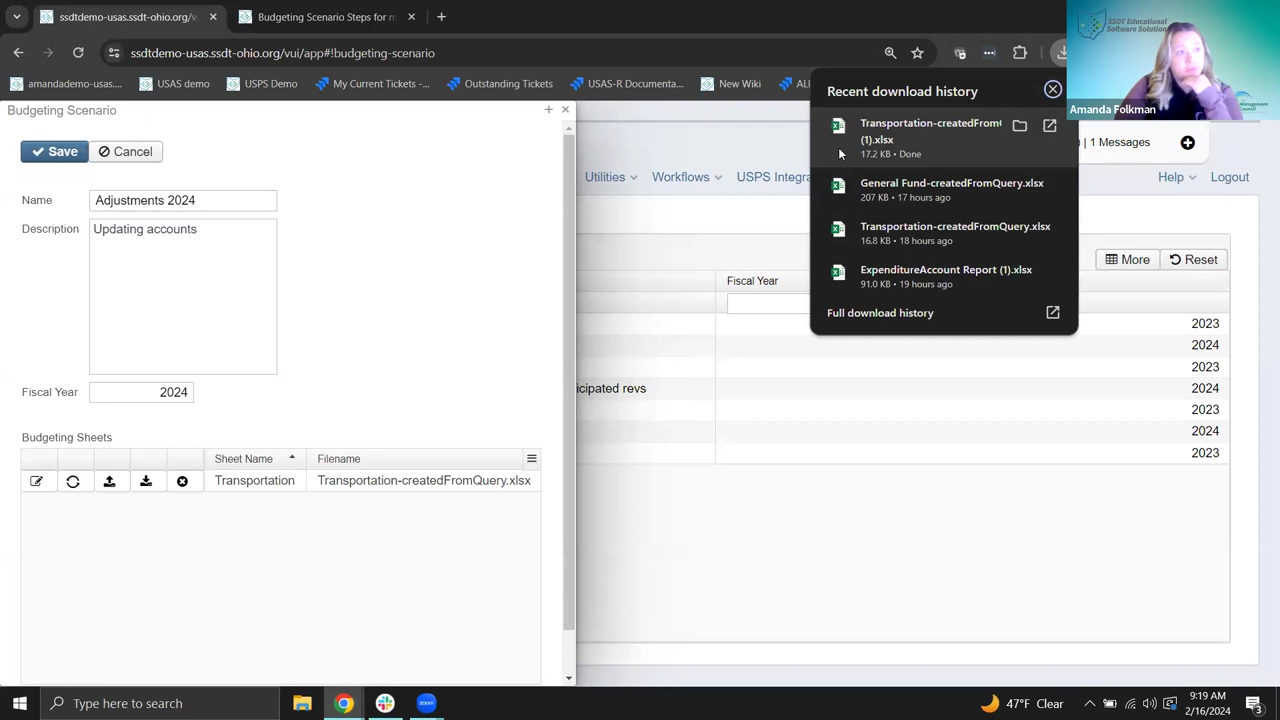 ssdtdemo-usas.ssdt-ohio.org/v
Budgeting Scenario Steps for m
ssdtdemo-usas.ssdt-ohio.org/vui/app#!budgeting-scenario
amandademo-usas...
USAS demo
USPS Demo
My Current Tickets -...
Outstanding Tickets
USAS-R Documenta...
New Wiki
ALI
SSDT Educational
Software Solution
Management
Council
Amanda Folkman
Recent download history
Transportation-createdFrom
(1).xlsx
17.2 KB • Done
General Fund-createdFromQuery.xlsx
207 KB • 17 hours ago
Transportation-createdFromQuery.xlsx
16.8 KB • 18 hours ago
ExpenditureAccount Report (1).xlsx
91.0 KB • 19 hours ago
Full download history
| 1 Messages
Utilities
Workflows
USPS Integra
Help
Logout
Budgeting Scenario
Save
Cancel
Name
Adjustments 2024
Description
Updating accounts
Fiscal Year
2024
Budgeting Sheets
Sheet Name
Filename
Transportation
Transportation-createdFromQuery.xlsx
More
Reset
Fiscal Year
2023
2024
2023
icipated revs
2024
2023
2024
2023
Type here to search
zoom
47°F Clear
9:19 AM
2/16/2024
3